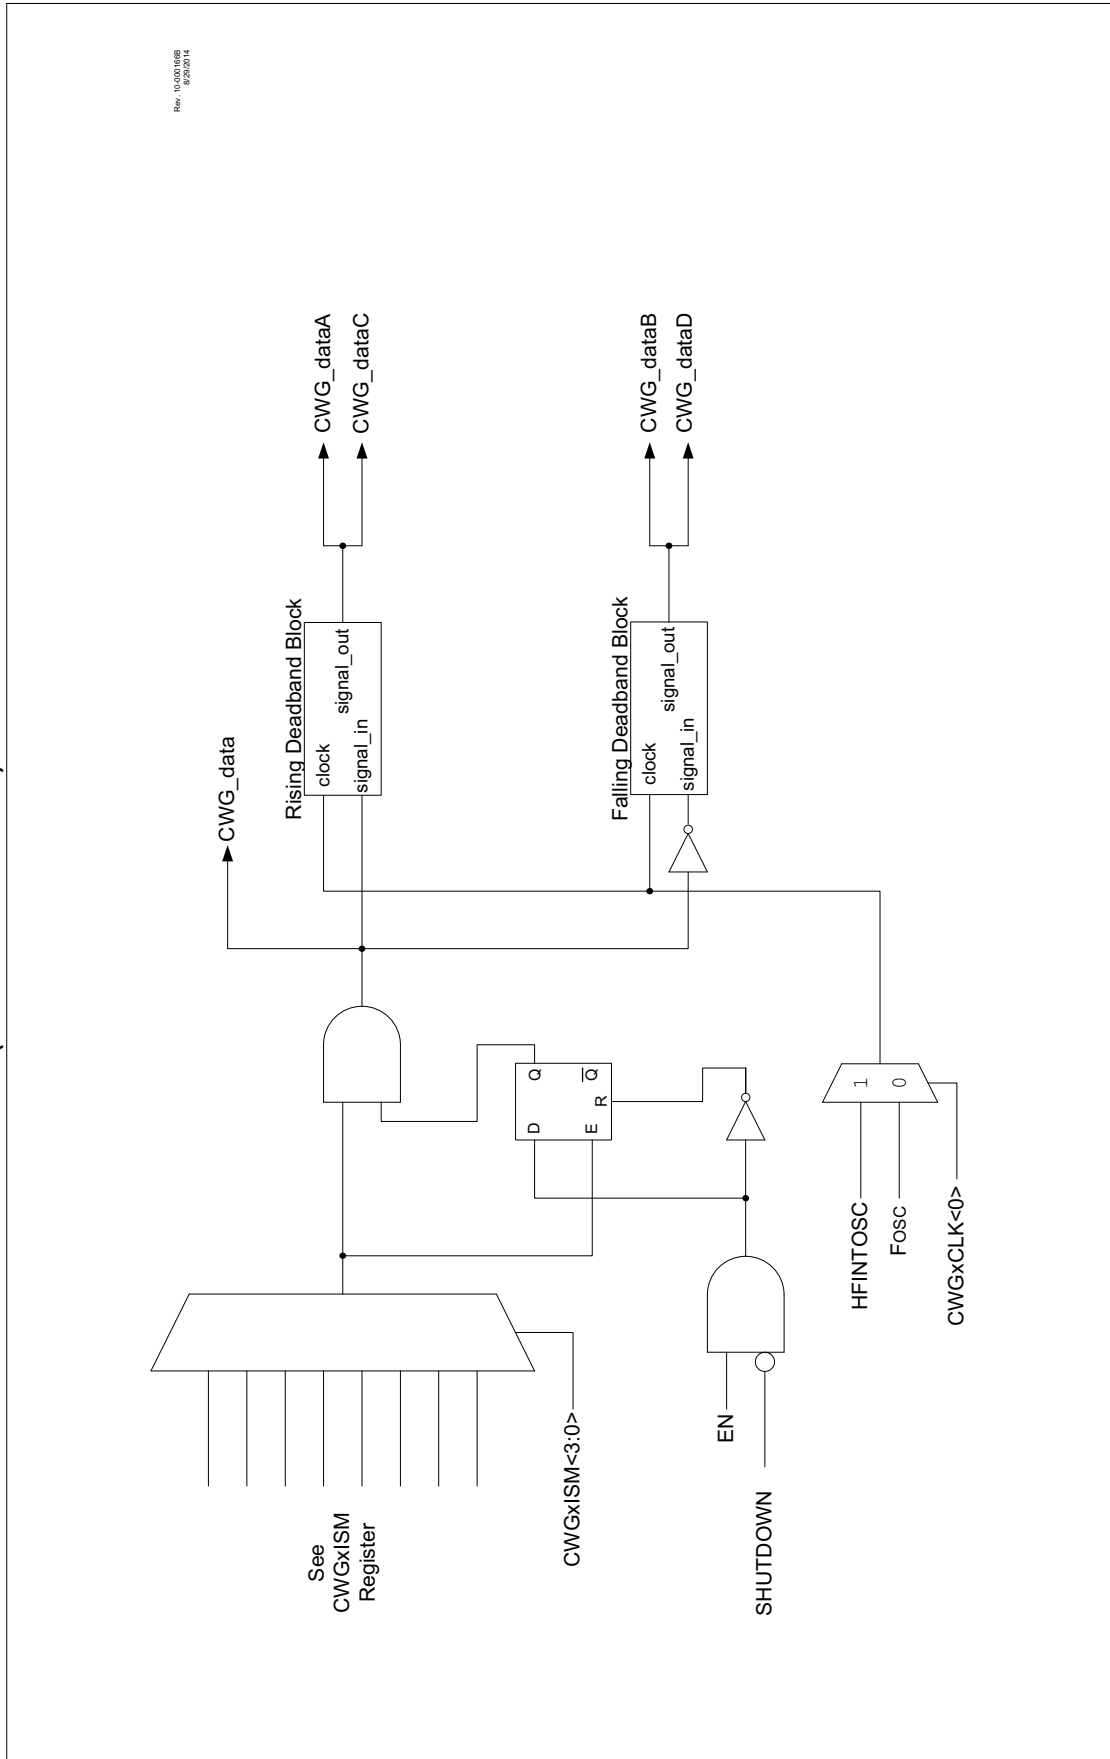 Rev. 10-000166B
8/29/2014
See
CWGxISM
Register
CWGxISM<3:0>
EN
SHUTDOWN
D
Q
E
Q
R
HFINTOSC
FOSC
1
0
CWGxCLK<0>
CWG_data
Rising Deadband Block
clock
signal_out
signal_in
CWG_dataA
CWG_dataC
Falling Deadband Block
clock
signal_out
signal_in
CWG_dataB
CWG_dataD